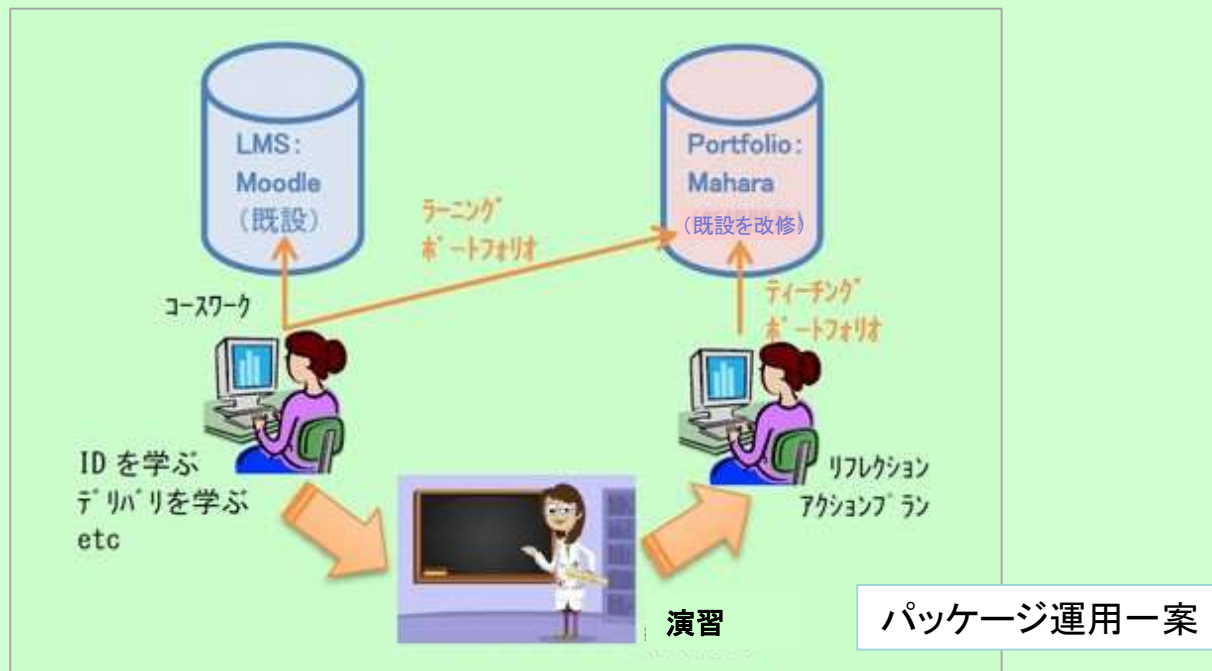 LMS:
Moodle
（既設）
Portfolio:
Mahara
（既設を改修）
ラーニング
ポートフォリオ
ティーチング
ポートフォリオ
コースワーク
ID を学ぶ
デリバリを学ぶ
etc
リフレクション
アクションプラン
演習
パッケージ運用一案